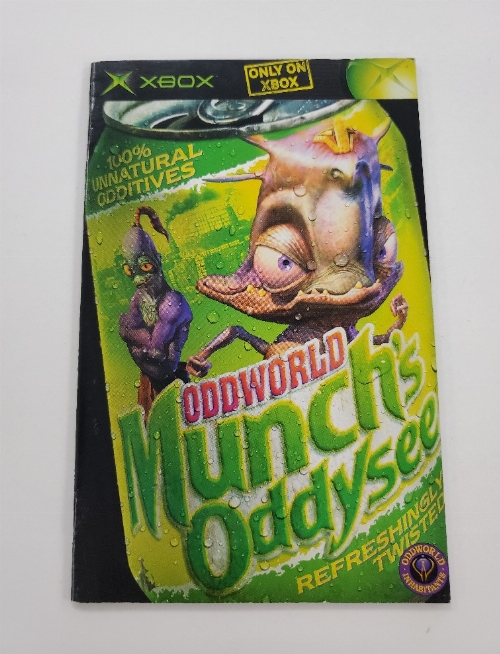 XBOX
ONLY ON
XBOX
100%
UNNATURAL
ODDITIVES
ODDWORLD
Munch's
Oddysee
REFRESHINGLY
TWISTED
ODDWORLD
INHABITANTS